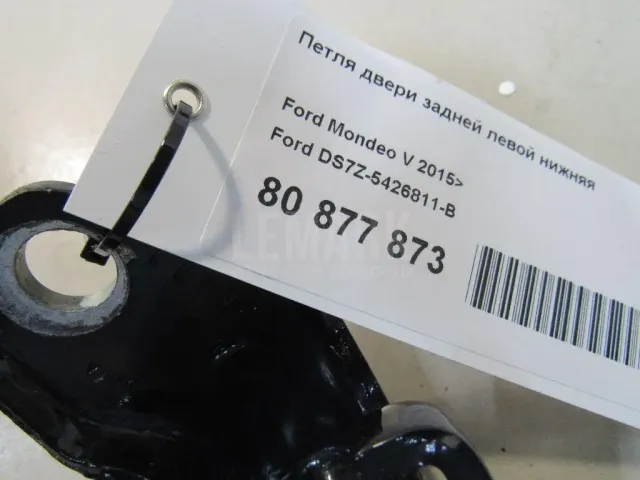 Петля двери задней левой нижняя
Ford Mondeo V 2015>
Ford DS7Z-5426811-B
80 877 873